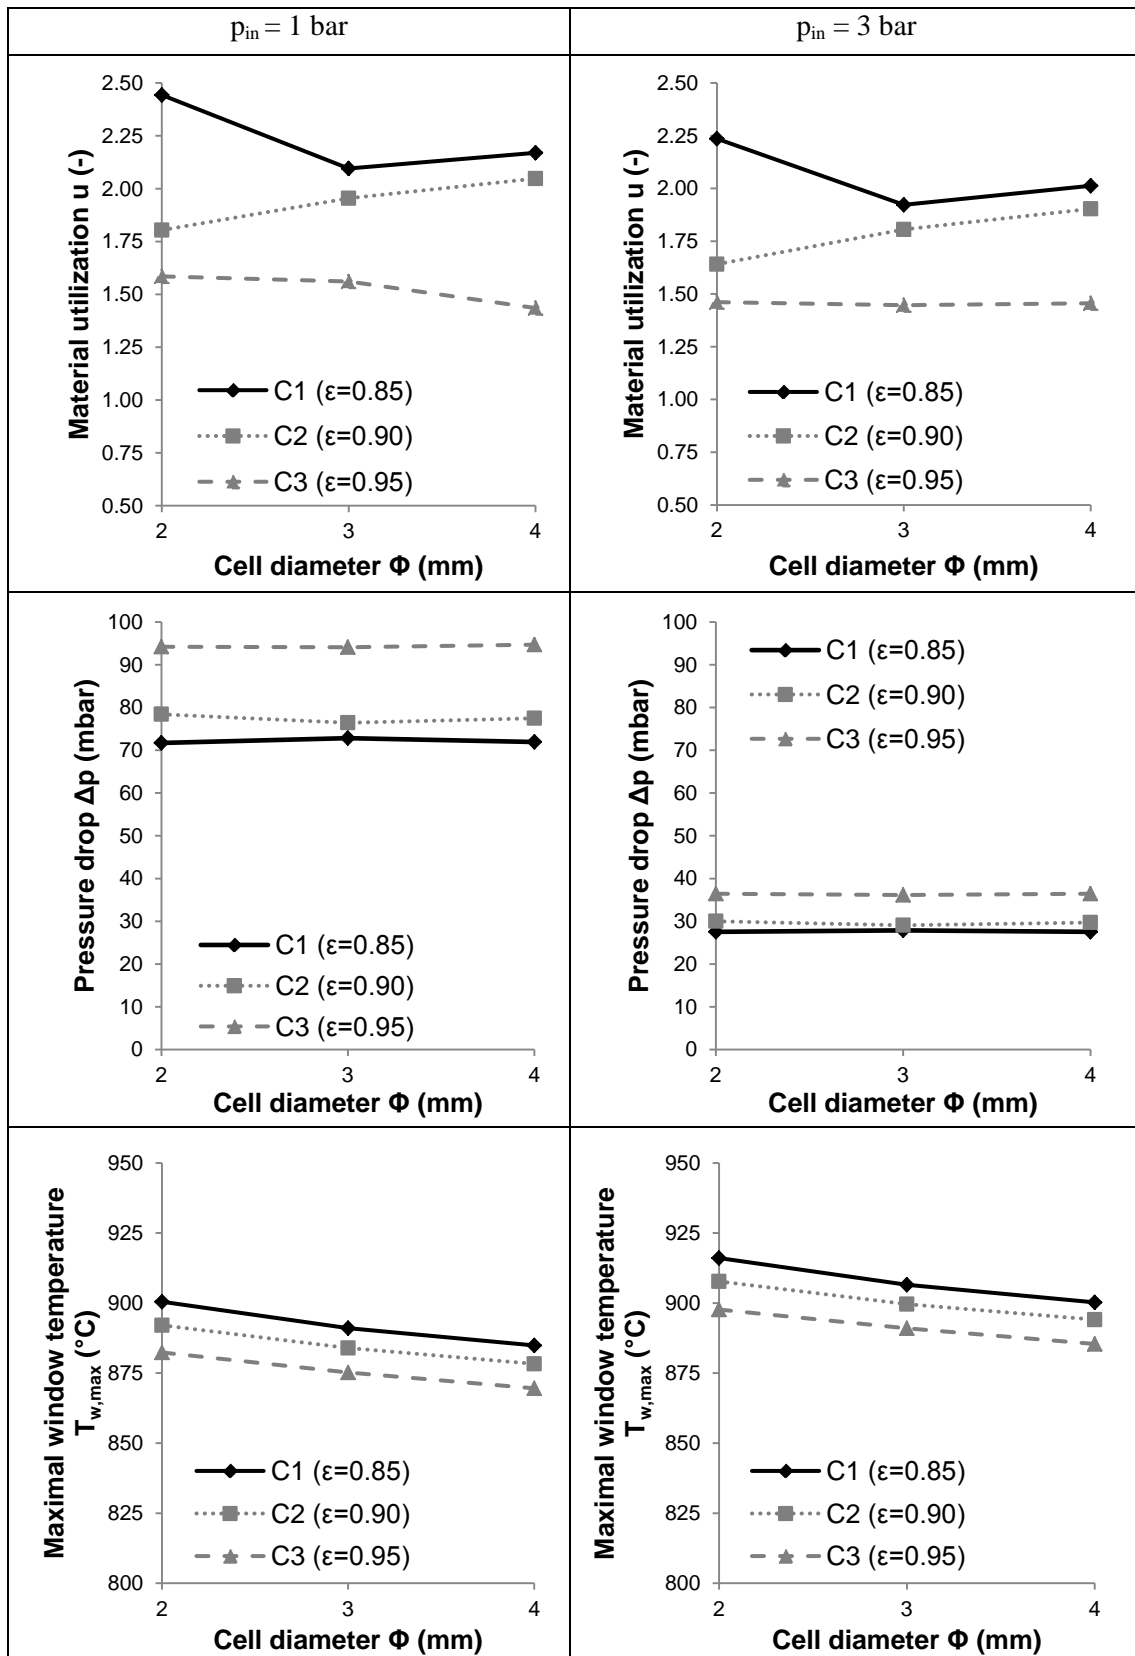 p_in = 1 bar
p_in = 3 bar
2.50
2.25
2.00
1.75
1.50
1.25
1.00
0.75
0.50
Material utilization u (-)
C1 (ε=0.85)
C2 (ε=0.90)
C3 (ε=0.95)
2 3 4
Cell diameter Φ (mm)
2.50
2.25
2.00
1.75
1.50
1.25
1.00
0.75
0.50
Material utilization u (-)
C1 (ε=0.85)
C2 (ε=0.90)
C3 (ε=0.95)
2 3 4
Cell diameter Φ (mm)
100
90
80
70
60
50
40
30
20
10
0
Pressure drop Δp (mbar)
C1 (ε=0.85)
C2 (ε=0.90)
C3 (ε=0.95)
2 3 4
Cell diameter Φ (mm)
100
90
80
70
60
50
40
30
20
10
0
Pressure drop Δp (mbar)
C1 (ε=0.85)
C2 (ε=0.90)
C3 (ε=0.95)
2 3 4
Cell diameter Φ (mm)
950
925
900
875
850
825
800
Maximal window temperature
T_w,max (°C)
C1 (ε=0.85)
C2 (ε=0.90)
C3 (ε=0.95)
2 3 4
Cell diameter Φ (mm)
950
925
900
875
850
825
800
Maximal window temperature
T_w,max (°C)
C1 (ε=0.85)
C2 (ε=0.90)
C3 (ε=0.95)
2 3 4
Cell diameter Φ (mm)